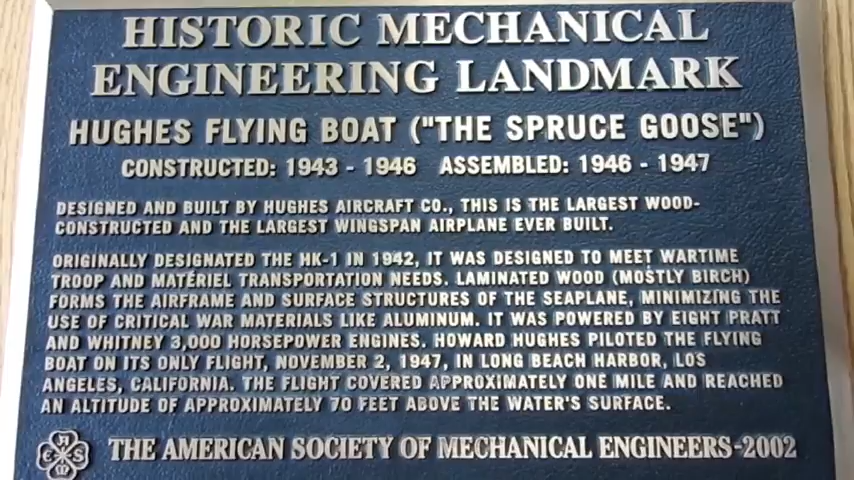 HISTORIC MECHANICAL
ENGINEERING LANDMARK
HUGHES FLYING BOAT ("THE SPRUCE GOOSE")
CONSTRUCTED: 1943 - 1946 ASSEMBLED: 1946 - 1947
DESIGNED AND BUILT BY HUGHES AIRCRAFT CO., THIS IS THE LARGEST WOOD-
CONSTRUCTED AND THE LARGEST WINGSPAN AIRPLANE EVER BUILT.
ORIGINALLY DESIGNATED THE HK-1 IN 1942, IT WAS DESIGNED TO MEET WARTIME
TROOP AND MATÉRIEL TRANSPORTATION NEEDS. LAMINATED WOOD (MOSTLY BIRCH)
FORMS THE AIRFRAME AND SURFACE STRUCTURES OF THE SEAPLANE, MINIMIZING THE
USE OF CRITICAL WAR MATERIALS LIKE ALUMINUM. IT WAS POWERED BY EIGHT PRATT
AND WHITNEY 3,000 HORSEPOWER ENGINES. HOWARD HUGHES PILOTED THE FLYING
BOAT ON ITS ONLY FLIGHT, NOVEMBER 2, 1947, IN LONG BEACH HARBOR, LOS
ANGELES, CALIFORNIA. THE FLIGHT COVERED APPROXIMATELY ONE MILE AND REACHED
AN ALTITUDE OF APPROXIMATELY 70 FEET ABOVE THE WATER'S SURFACE.
THE AMERICAN SOCIETY OF MECHANICAL ENGINEERS-2002